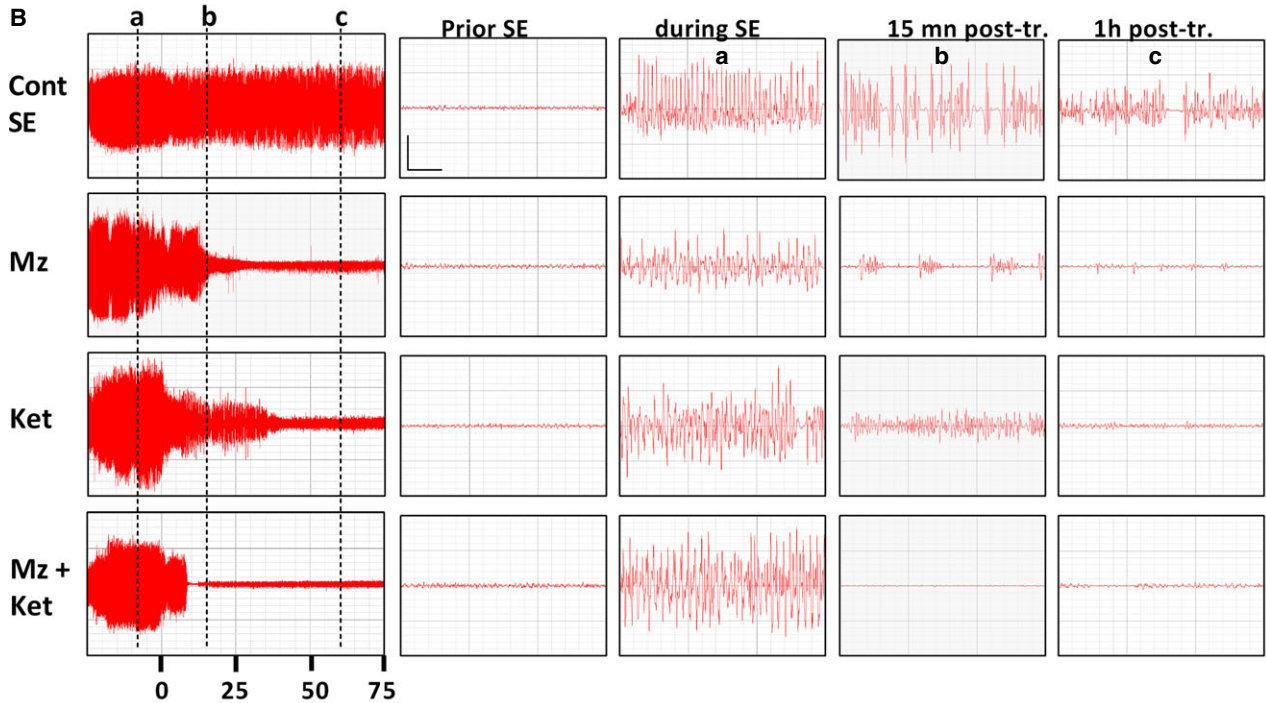 B
a b c
Prior SE during SE 15 mn post-tr. 1h post-tr.
a b c
Cont
SE
Mz
Ket
Mz +
Ket
0 25 50 75